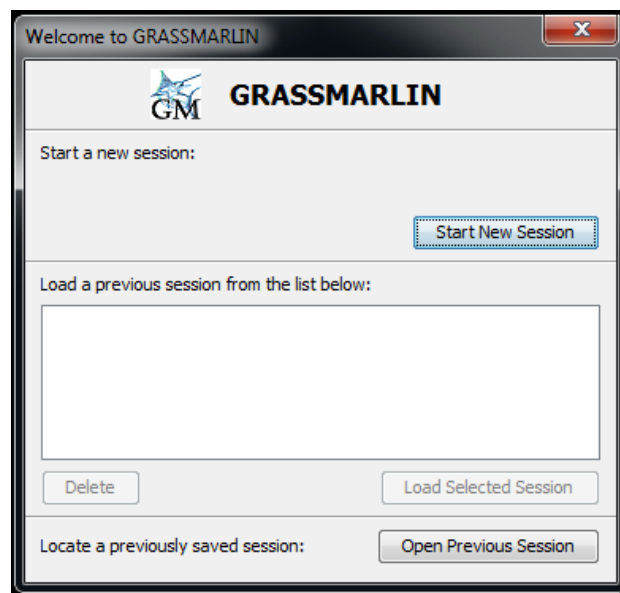 Welcome to GRASSMARLIN
x
GM GRASSMARLIN
Start a new session:
Start New Session
Load a previous session from the list below:
Delete Load Selected Session
Locate a previously saved session: Open Previous Session